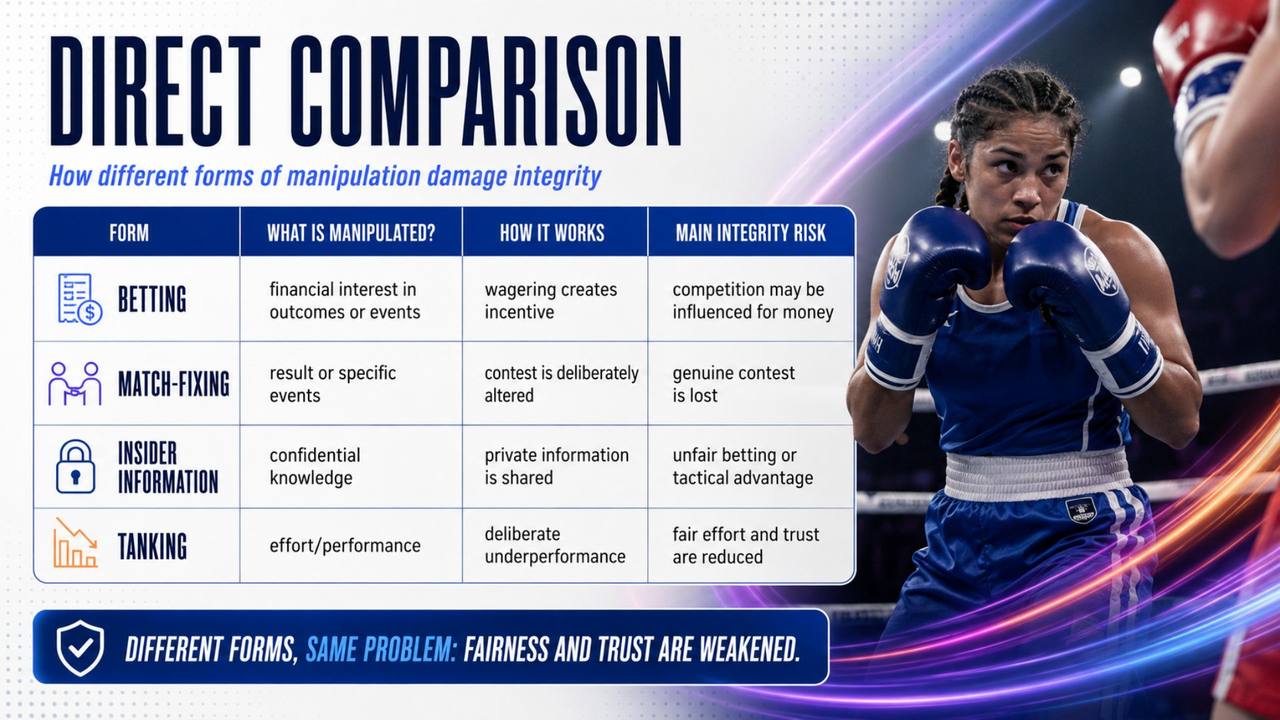 DIRECT COMPARISON
How different forms of manipulation damage integrity
FORM
WHAT IS MANIPULATED?
HOW IT WORKS
MAIN INTEGRITY RISK
BETTING
financial interest in
outcomes or events
wagering creates
incentive
competition may be
influenced for money
MATCH-FIXING
result or specific
events
contest is deliberately
altered
genuine contest
is lost
INSIDER
INFORMATION
confidential
knowledge
private information
is shared
unfair betting or
tactical advantage
TANKING
effort/performance
deliberate
underperformance
fair effort and trust
are reduced
DIFFERENT FORMS, SAME PROBLEM: FAIRNESS AND TRUST ARE WEAKENED.